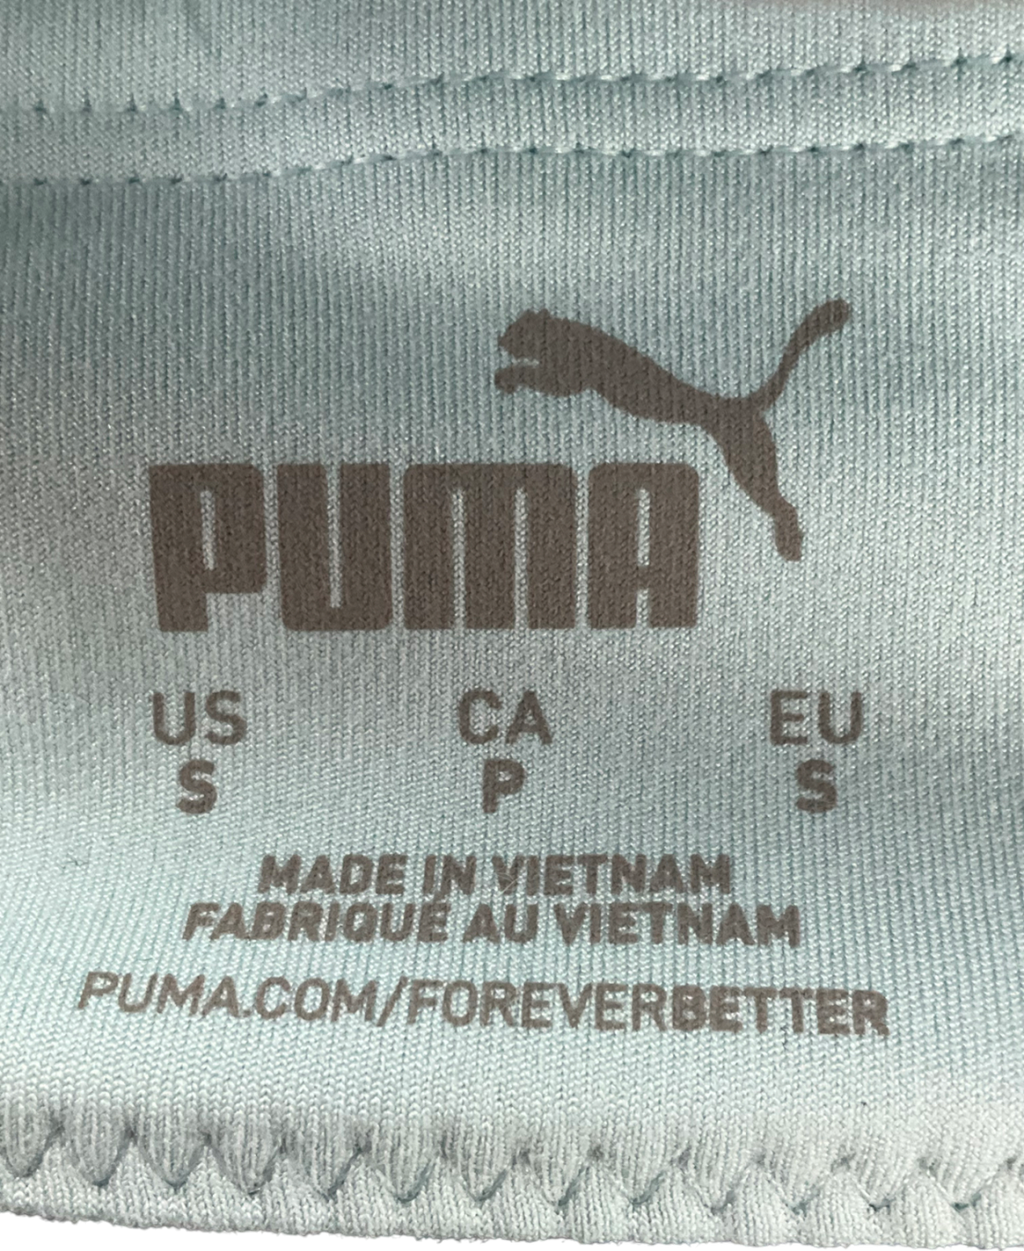 PUMA
US CA EU
S P S
MADE IN VIETNAM
FABRIQUÉ AU VIETNAM
PUMA.COM/FOREVERBETTER